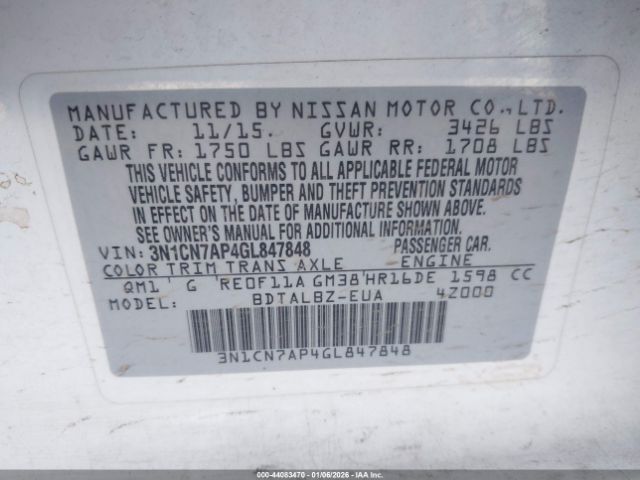 MANUFACTURED BY NISSAN MOTOR CO., LTD.
DATE: 11/15. GVWR: 3426 LBS
GAWR FR: 1750 LBS GAWR RR: 1708 LBS
THIS VEHICLE CONFORMS TO ALL APPLICABLE FEDERAL MOTOR
VEHICLE SAFETY, BUMPER AND THEFT PREVENTION STANDARDS
IN EFFECT ON THE DATE OF MANUFACTURE SHOWN ABOVE.
SEE OWNER'S MANUAL FOR ADDITIONAL INFORMATION.
VIN: 3N1CN7AP4GL847848 PASSENGER CAR.
COLOR TRIM TRANS AXLE ENGINE
QM1 G RE0F11A GM38 HR16DE 1598 CC
MODEL: BDTALBZ-EUA 4Z000
3N1CN7AP4GL847848
000-44083470 | 01/06/2026 | IAA, Inc.